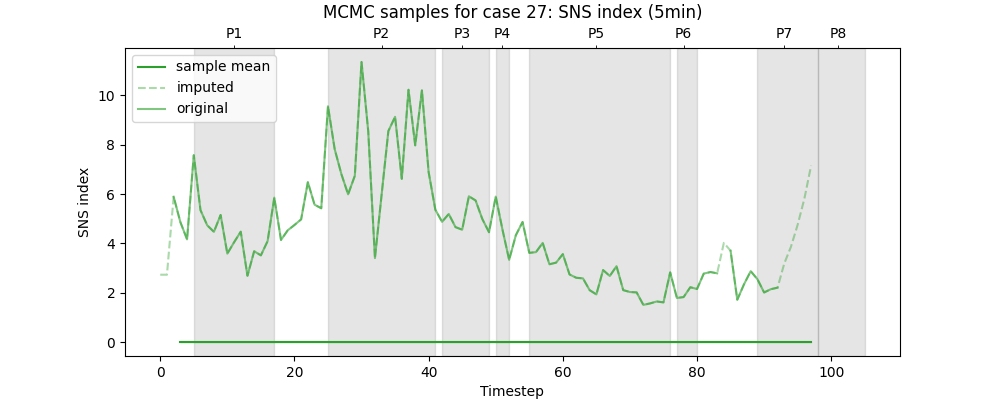 MCMC samples for case 27: SNS index (5min)
P1 P2 P3 P4 P5 P6 P7 P8
sample mean
imputed
original
SNS index
10
8
6
4
2
0
0 20 40 60 80 100
Timestep